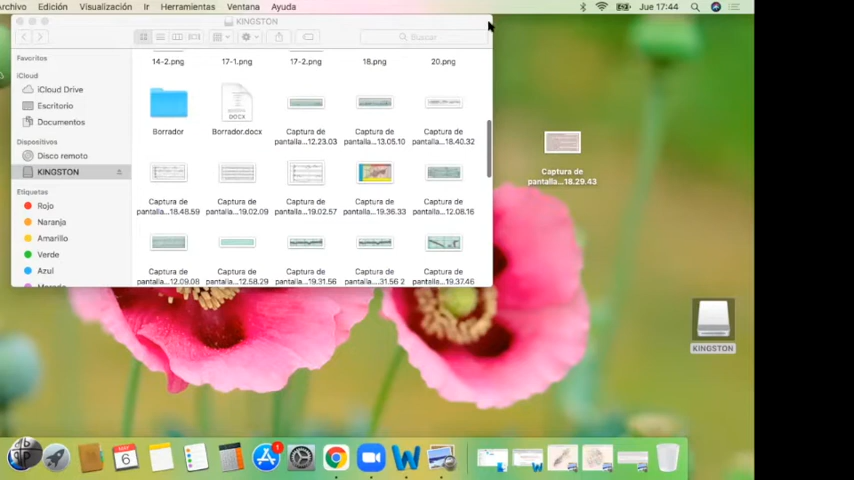 Archivo Edición Visualización Ir Herramientas Ventana Ayuda
Jue 17:44
KINGSTON
Buscar
Favoritos
iCloud
iCloud Drive
Escritorio
Documentos
Dispositivos
Disco remoto
KINGSTON
Etiquetas
Rojo
Naranja
Amarillo
Verde
Azul
14-2.png 17-1.png 17-2.png 18.png 20.png
DOCX
Borrador Borrador.docx Captura de Captura de Captura de
pantalla...12.23.03 pantalla...13.05.10 pantalla...18.40.32
Captura de Captura de Captura de Captura de Captura de
pantalla...18.48.59 pantalla...19.02.09 pantalla...19.02.57 pantalla...19.36.33 pantalla...12.08.16
Captura de Captura de Captura de Captura de Captura de
pantalla...12.09.08 pantalla...12.58.29 pantalla...19.31.56 pantalla....31.56 2 pantalla...19.37.46
Captura de
pantalla...18.29.43
KINGSTON
6
1